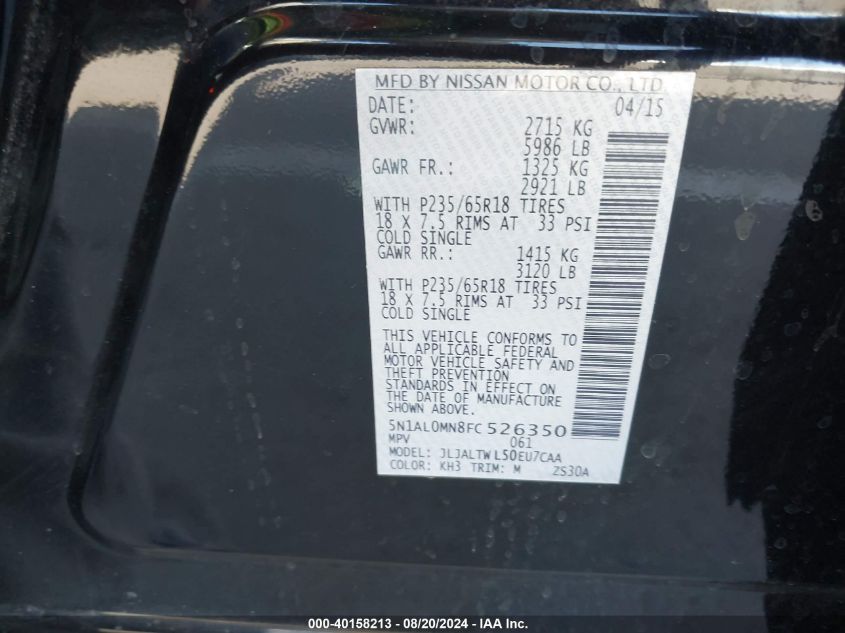 MFD BY NISSAN MOTOR CO., LTD.
DATE: 04/15
GVWR: 2715 KG
5986 LB
GAWR FR.: 1325 KG
2921 LB
WITH P235/65R18 TIRES
18 X 7.5 RIMS AT 33 PSI
COLD SINGLE
GAWR RR.: 1415 KG
3120 LB
WITH P235/65R18 TIRES
18 X 7.5 RIMS AT 33 PSI
COLD SINGLE
THIS VEHICLE CONFORMS TO
ALL APPLICABLE FEDERAL
MOTOR VEHICLE SAFETY AND
THEFT PREVENTION
STANDARDS IN EFFECT ON
THE DATE OF MANUFACTURE
SHOWN ABOVE.
5N1AL0MN8FC526350
MPV 061
MODEL: JLJALTWL50EU7CAA
COLOR: KH3 TRIM: M ZS30A
000-40158213 - 08/20/2024 - IAA Inc.